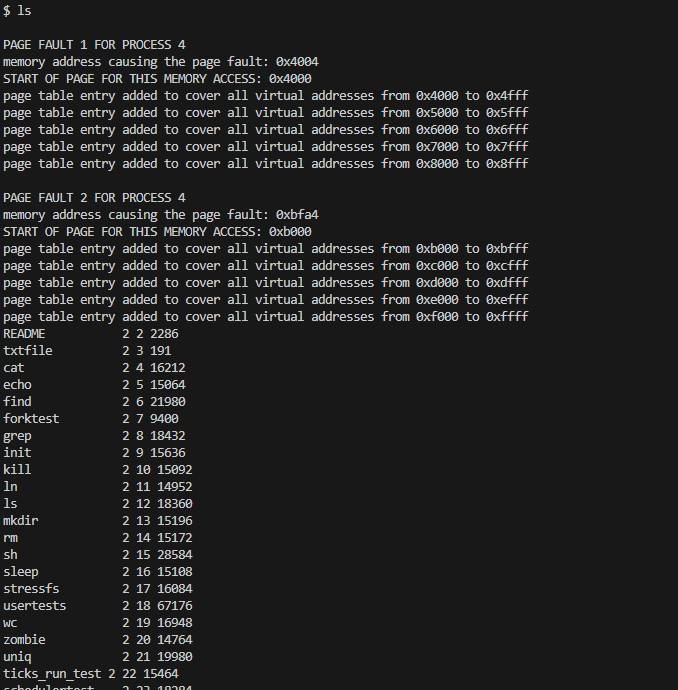 $ ls
PAGE FAULT 1 FOR PROCESS 4
memory address causing the page fault: 0x4004
START OF PAGE FOR THIS MEMORY ACCESS: 0x4000
page table entry added to cover all virtual addresses from 0x4000 to 0x4fff
page table entry added to cover all virtual addresses from 0x5000 to 0x5fff
page table entry added to cover all virtual addresses from 0x6000 to 0x6fff
page table entry added to cover all virtual addresses from 0x7000 to 0x7fff
page table entry added to cover all virtual addresses from 0x8000 to 0x8fff
PAGE FAULT 2 FOR PROCESS 4
memory address causing the page fault: 0xbfa4
START OF PAGE FOR THIS MEMORY ACCESS: 0xb000
page table entry added to cover all virtual addresses from 0xb000 to 0xbfff
page table entry added to cover all virtual addresses from 0xc000 to 0xcfff
page table entry added to cover all virtual addresses from 0xd000 to 0xdfff
page table entry added to cover all virtual addresses from 0xe000 to 0xefff
page table entry added to cover all virtual addresses from 0xf000 to 0xffff
README 2 2 2286
txtfile 2 3 191
cat 2 4 16212
echo 2 5 15064
find 2 6 21980
forktest 2 7 9400
grep 2 8 18432
init 2 9 15636
kill 2 10 15092
ln 2 11 14952
ls 2 12 18360
mkdir 2 13 15196
rm 2 14 15172
sh 2 15 28584
sleep 2 16 15108
stressfs 2 17 16084
usertests 2 18 67176
wc 2 19 16948
zombie 2 20 14764
uniq 2 21 19980
ticks_run_test 2 22 15464